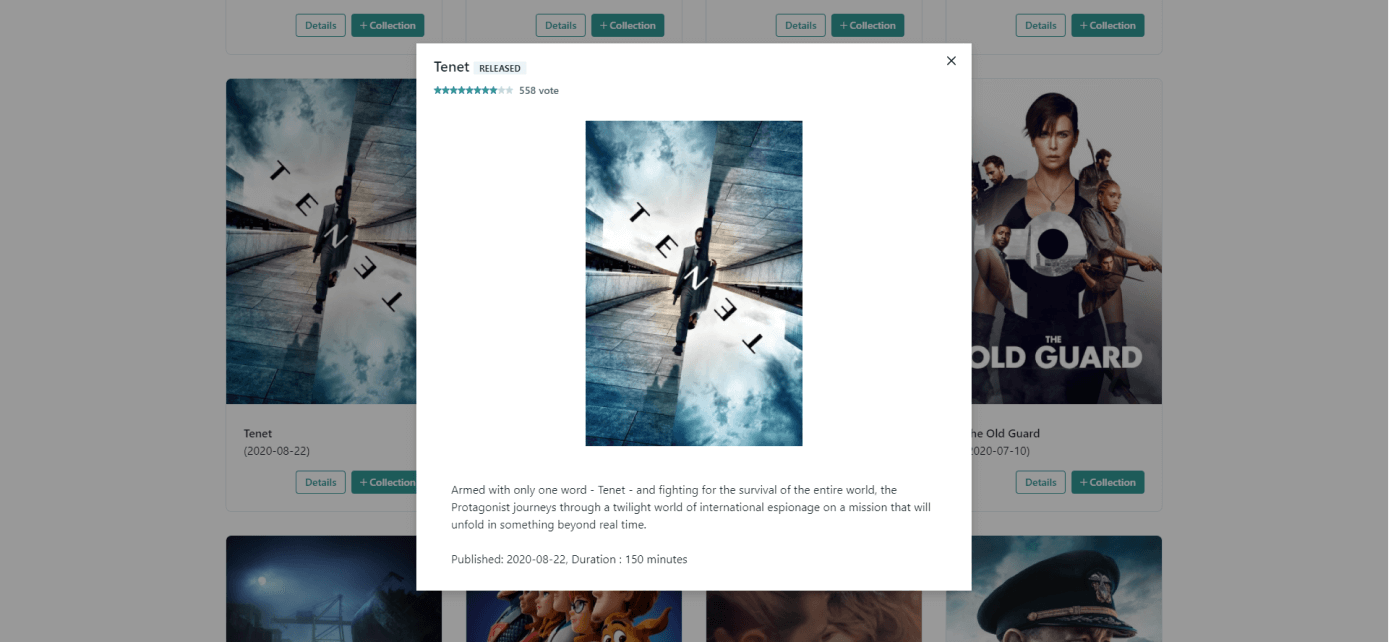 Details + Collection Details + Collection Details + Collection Details + Collection
Tenet RELEASED
558 vote
T
E
N
E
T
T
E
N
E
T
THE
OLD GUARD
Armed with only one word - Tenet - and fighting for the survival of the entire world, the
Protagonist journeys through a twilight world of international espionage on a mission that will
unfold in something beyond real time.
Published: 2020-08-22, Duration : 150 minutes
Tenet
(2020-08-22)
Details + Collection
he Old Guard
2020-07-10)
Details + Collection